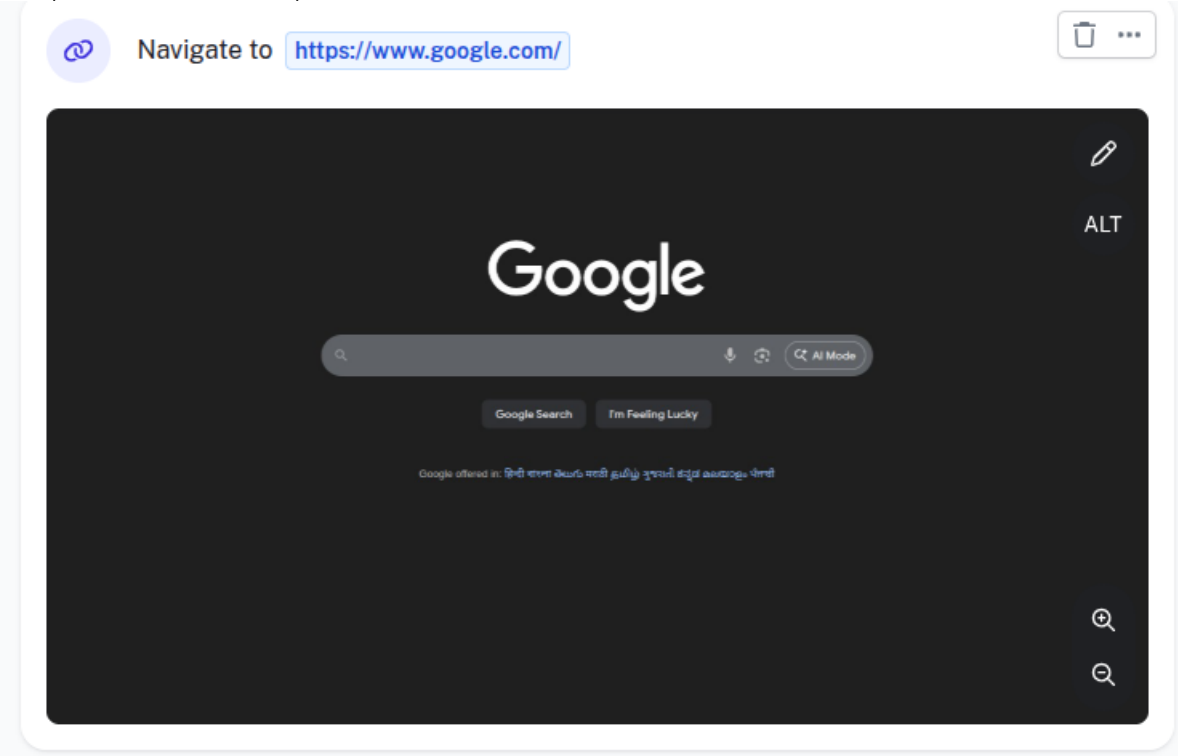 Navigate to https://www.google.com/
ALT
Google
AI Mode
Google Search I'm Feeling Lucky
Google offered in: हिन्दी বাংলা తెలుగు मराठी தமிழ் ગુજરાતી ಕನ್ನಡ മലയാളം ਪੰਜਾਬੀ